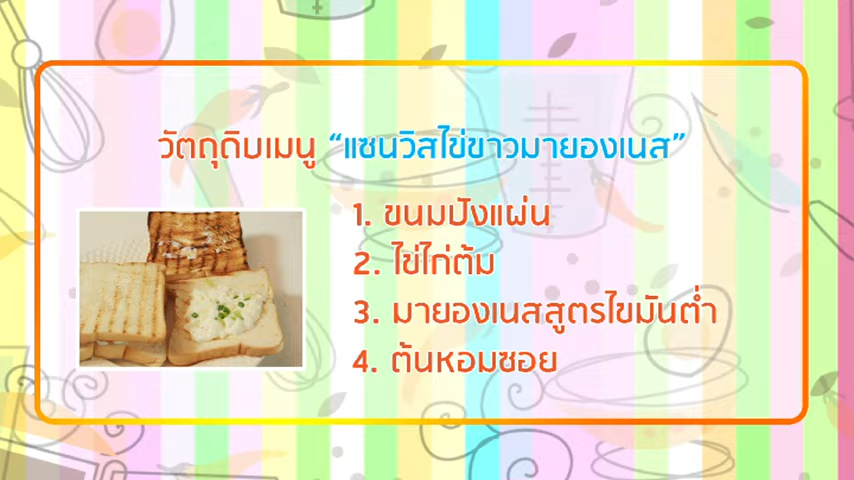 วัตถุดิบเมนู “แซนวิสไข่ขาวมายองเนส”
1. ขนมปังแผ่น
2. ไข่ไก่ต้ม
3. มายองเนสสูตรไขมันต่ำ
4. ต้นหอมซอย